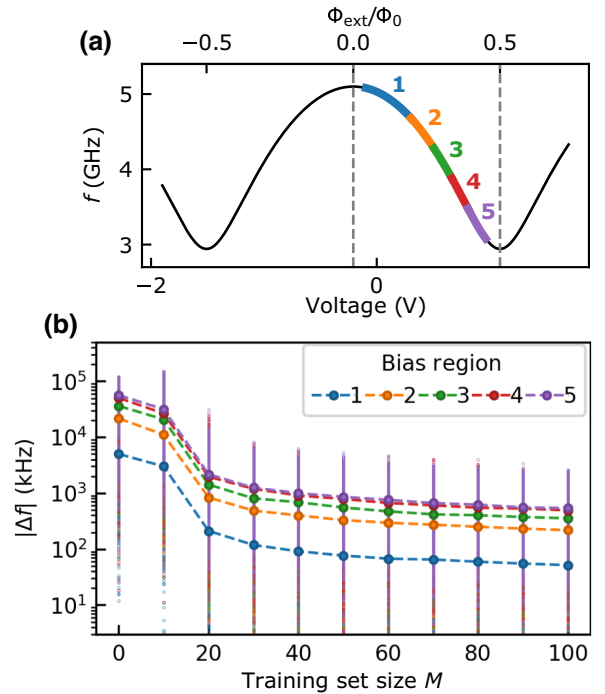 Φext/Φ0
(a)
−0.5 0.0 0.5
5
4
3
f (GHz)
1
2
3
4
5
−2 0
Voltage (V)
(b)
10^5
10^4
10^3
10^2
10^1
|Δf| (kHz)
Bias region
1 2 3 4 5
0 20 40 60 80 100
Training set size M